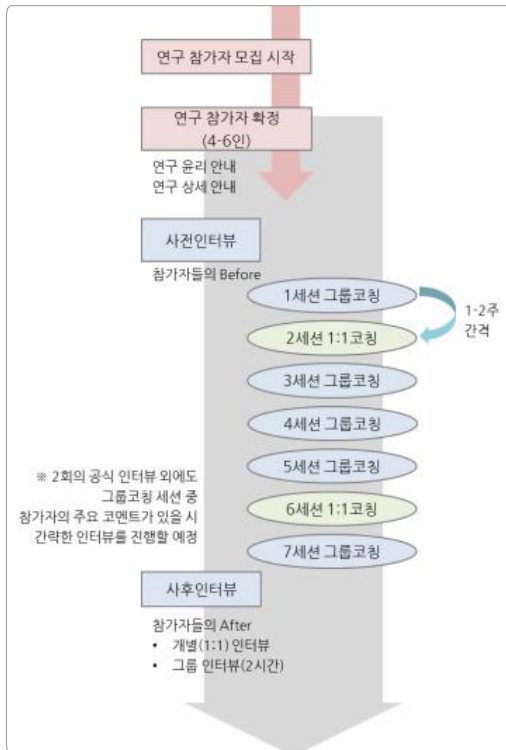 연구 참가자 모집 시작
연구 참가자 확정
(4-6인)
연구 윤리 안내
연구 상세 안내
사전인터뷰
참가자들의 Before
1세션 그룹코칭
1-2주
간격
2세션 1:1코칭
3세션 그룹코칭
4세션 그룹코칭
5세션 그룹코칭
※ 2회의 공식 인터뷰 외에도
그룹코칭 세션 중
참가자의 주요 코멘트가 있을 시
간략한 인터뷰를 진행할 예정
6세션 1:1코칭
7세션 그룹코칭
사후인터뷰
참가자들의 After
• 개별(1:1) 인터뷰
• 그룹 인터뷰(2시간)